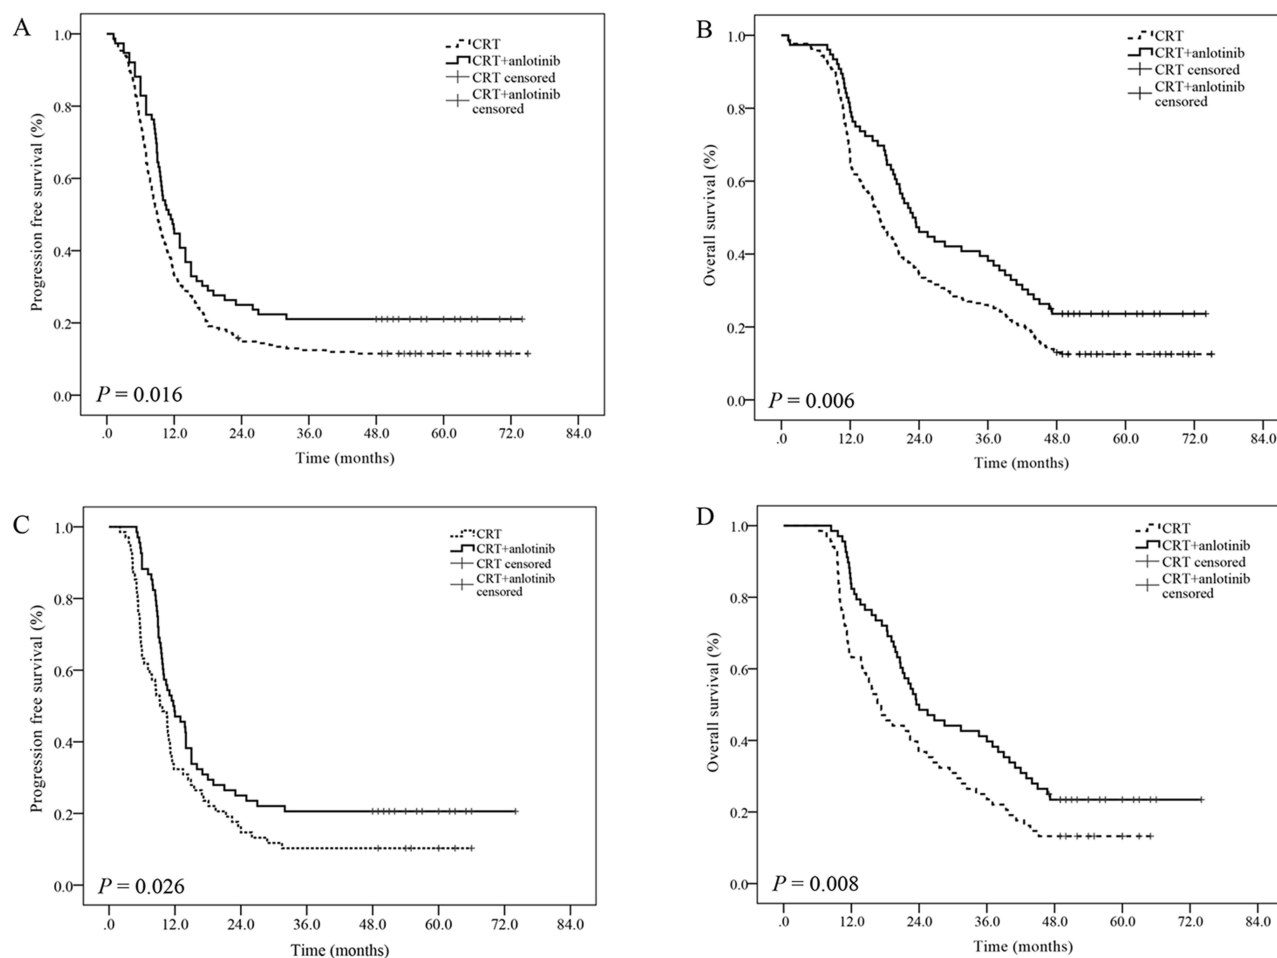 A
Progression free survival (%)
1.0
0.8
0.6
0.4
0.2
0.0
CRT
CRT+anlotinib
CRT censored
CRT+anlotinib
censored
P = 0.016
.0 12.0 24.0 36.0 48.0 60.0 72.0 84.0
Time (months)
B
Overall survival (%)
1.0
0.8
0.6
0.4
0.2
0.0
CRT
CRT+anlotinib
CRT censored
CRT+anlotinib
censored
P = 0.006
.0 12.0 24.0 36.0 48.0 60.0 72.0 84.0
Time (months)
C
Progression free survival (%)
1.0
0.8
0.6
0.4
0.2
0.0
CRT
CRT+anlotinib
CRT censored
CRT+anlotinib
censored
P = 0.026
.0 12.0 24.0 36.0 48.0 60.0 72.0 84.0
Time (months)
D
Overall survival (%)
1.0
0.8
0.6
0.4
0.2
0.0
CRT
CRT+anlotinib
CRT censored
CRT+anlotinib
censored
P = 0.008
.0 12.0 24.0 36.0 48.0 60.0 72.0 84.0
Time (months)